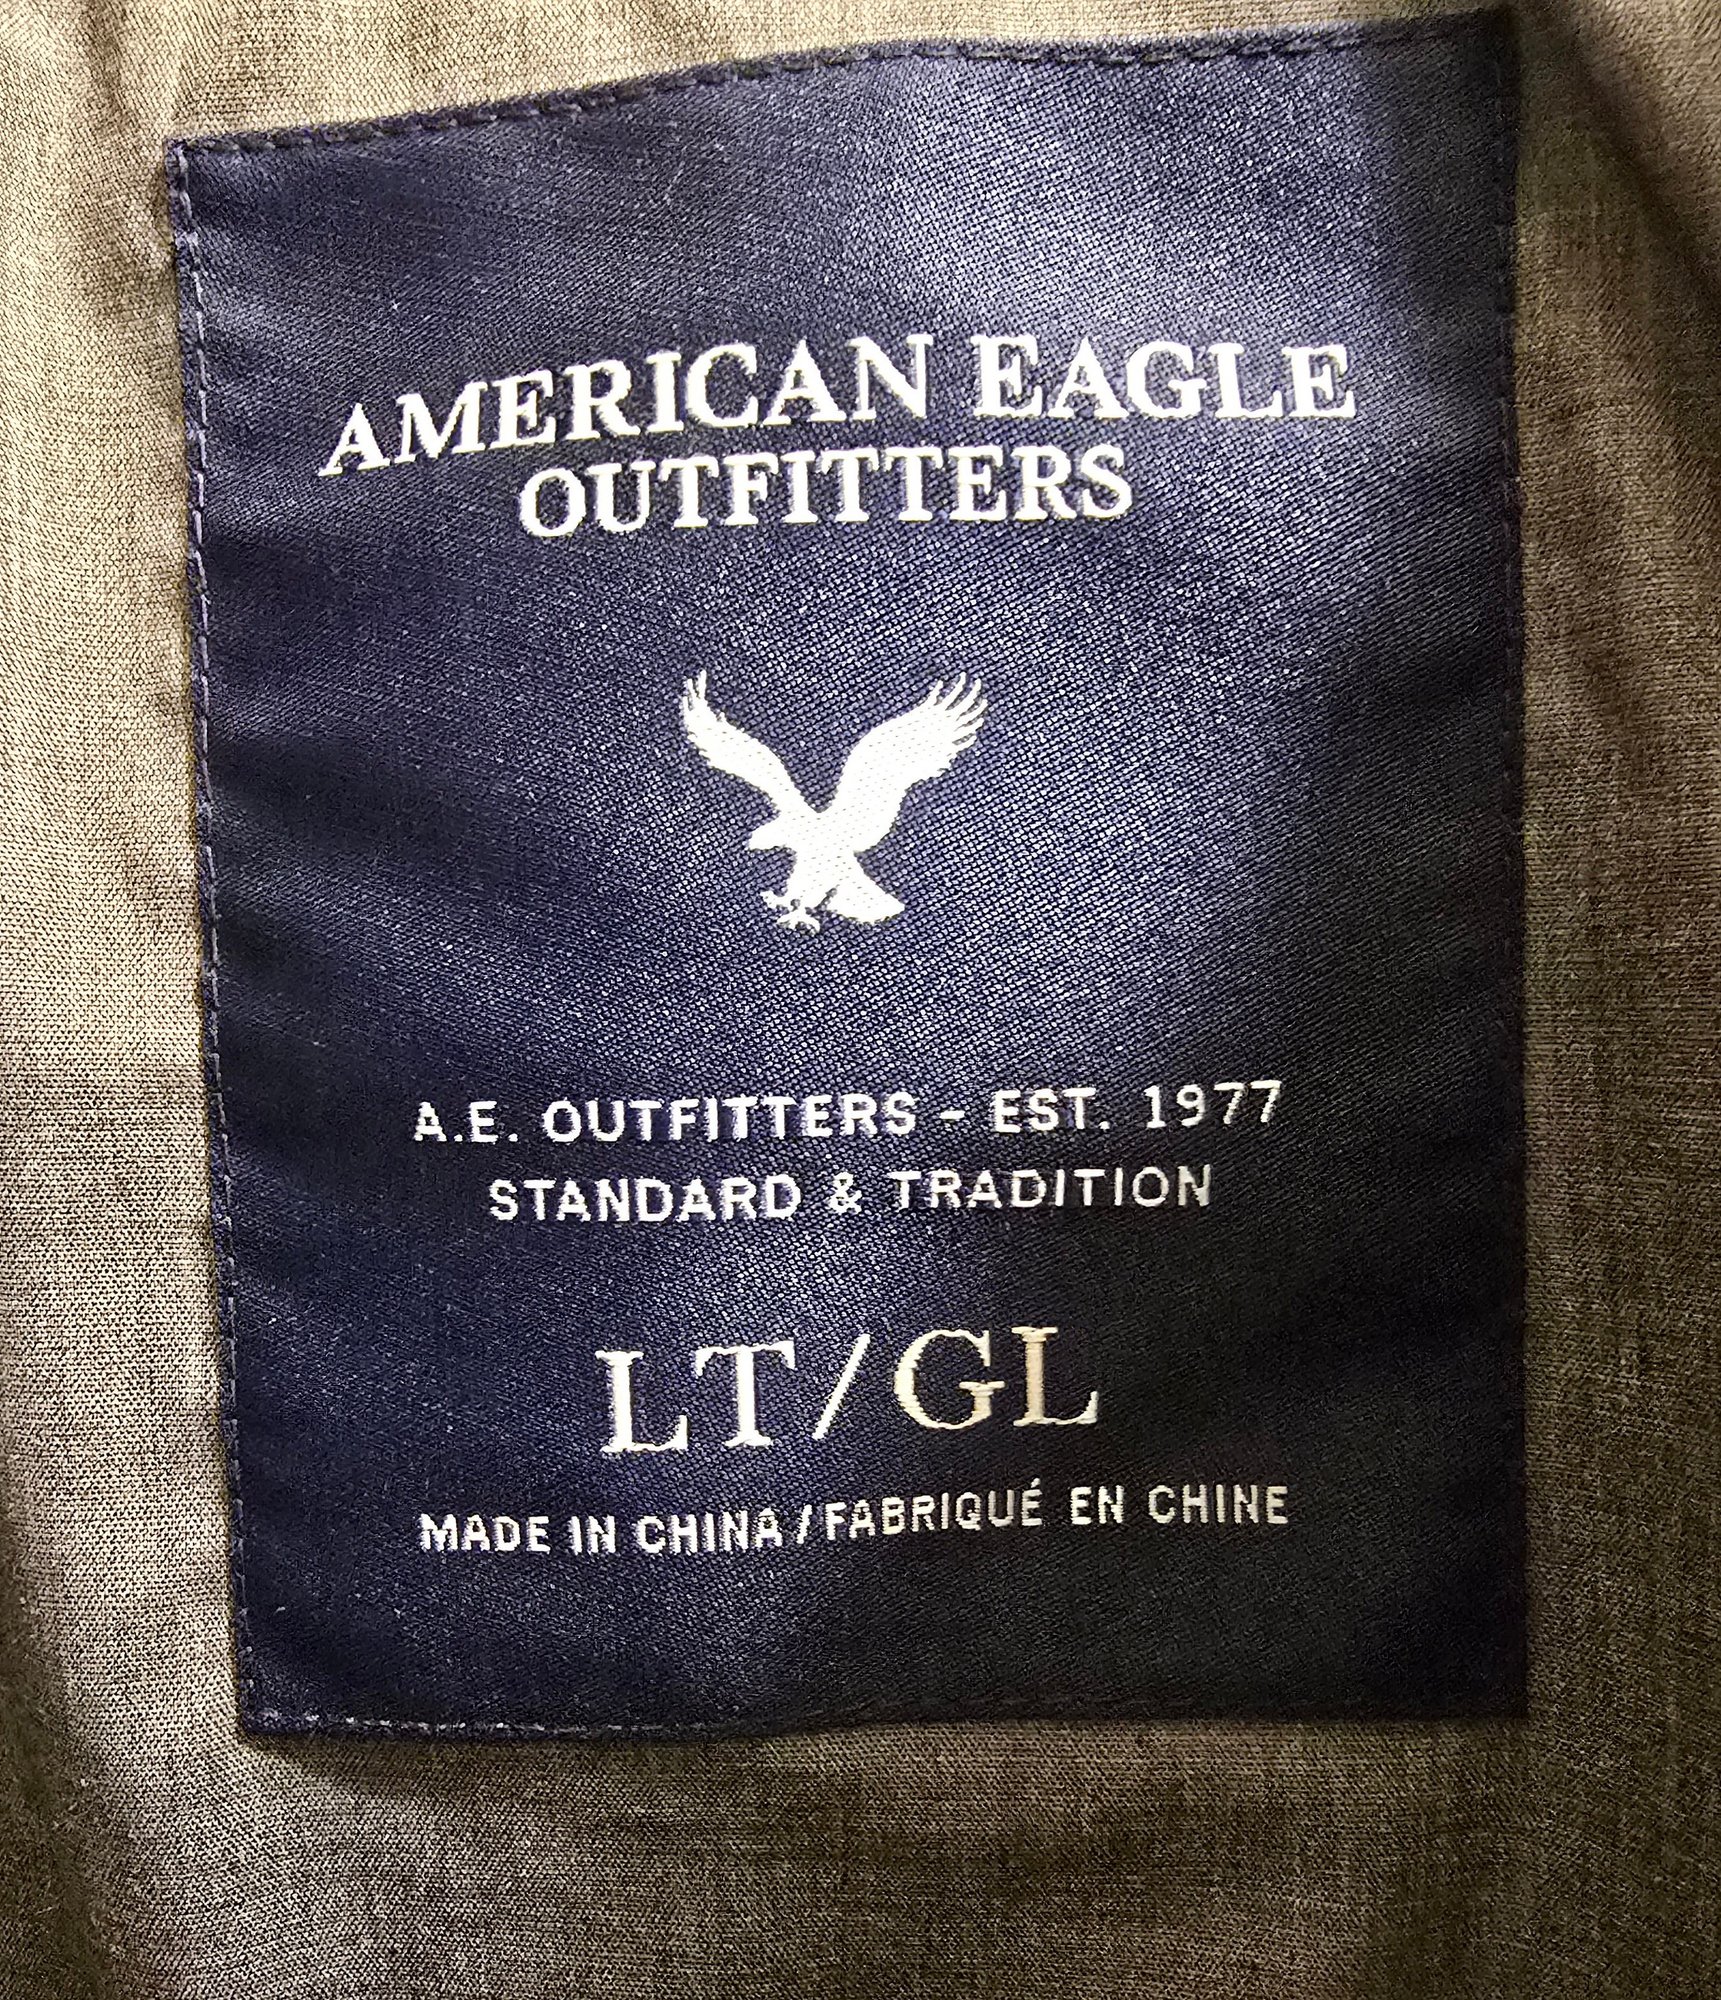 AMERICAN EAGLE
OUTFITTERS
A.E. OUTFITTERS - EST. 1977
STANDARD & TRADITION
LT/GL
MADE IN CHINA/FABRIQUÉ EN CHINE